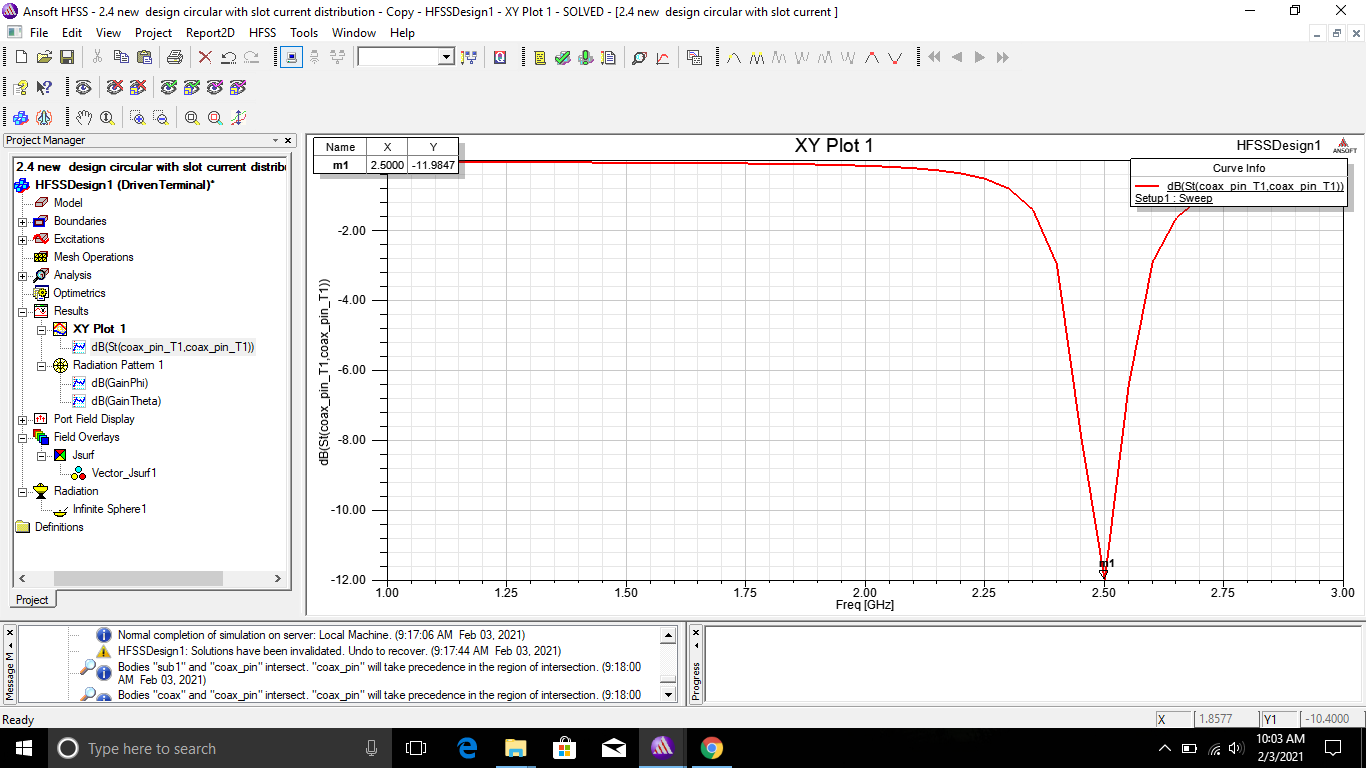 Ansoft HFSS - 2.4 new  design circular with slot current distribution - Copy - HFSSDesign1 - XY Plot 1 - SOLVED - [2.4 new  design circular with slot current ]
File Edit View Project Report2D HFSS Tools Window Help
Project Manager
2.4 new  design circular with slot current distrib
HFSSDesign1 (DrivenTerminal)*
Model
Boundaries
Excitations
Mesh Operations
Analysis
Optimetrics
Results
XY Plot 1
dB(St(coax_pin_T1,coax_pin_T1))
Radiation Pattern 1
dB(GainPhi)
dB(GainTheta)
Port Field Display
Field Overlays
Jsurf
Vector_Jsurf1
Radiation
Infinite Sphere1
Definitions
Project
Name X Y
m1 2.5000 -11.9847
XY Plot 1
HFSSDesign1
ANSOFT
Curve Info
dB(St(coax_pin_T1,coax_pin_T1))
Setup1 : Sweep
dB(St(coax_pin_T1,coax_pin_T1))
-2.00
-4.00
-6.00
-8.00
-10.00
-12.00
m1
1.00 1.25 1.50 1.75 2.00 2.25 2.50 2.75 3.00
Freq [GHz]
Message M
Normal completion of simulation on server: Local Machine. (9:17:06 AM  Feb 03, 2021)
HFSSDesign1: Solutions have been invalidated. Undo to recover. (9:17:44 AM  Feb 03, 2021)
Bodies "sub1" and "coax_pin" intersect. "coax_pin" will take precedence in the region of intersection. (9:18:00
AM  Feb 03, 2021)
Bodies "coax" and "coax_pin" intersect. "coax_pin" will take precedence in the region of intersection. (9:18:00
Progress
Ready
X 1.8577 Y1 -10.4000
Type here to search
10:03 AM
2/3/2021